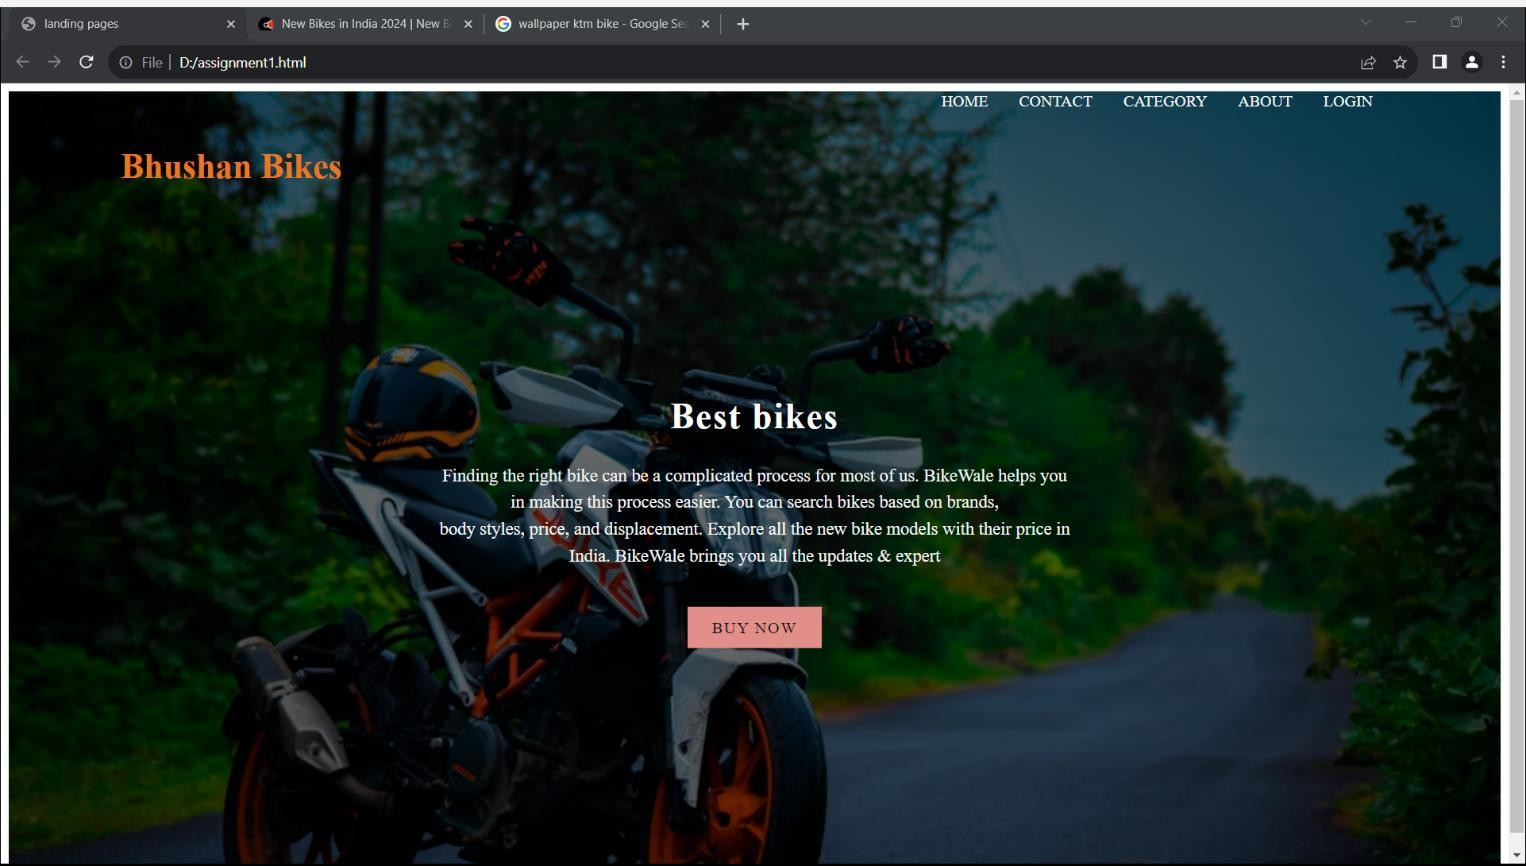 landing pages
New Bikes in India 2024 | New B
wallpaper ktm bike - Google Sea
File
D:/assignment1.html
HOME CONTACT CATEGORY ABOUT LOGIN
Bhushan Bikes
Best bikes
Finding the right bike can be a complicated process for most of us. BikeWale helps you
in making this process easier. You can search bikes based on brands,
body styles, price, and displacement. Explore all the new bike models with their price in
India. BikeWale brings you all the updates & expert
BUY NOW